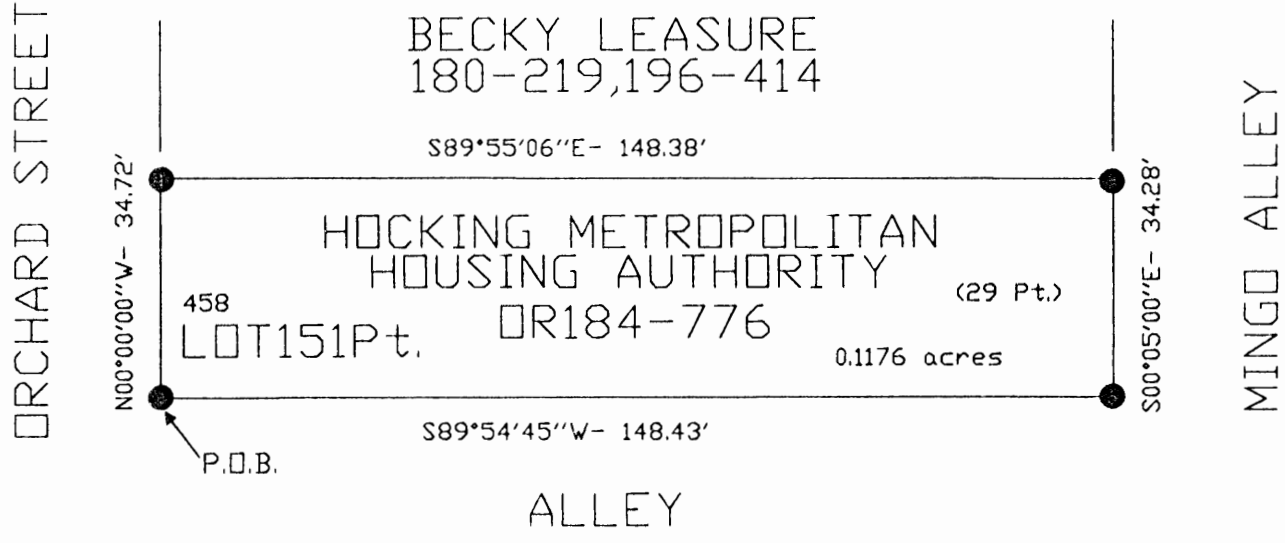 ORCHARD STREET
BECKY LEASURE
180-219,196-414
MINGO ALLEY
S89°55'06"E- 148.38'
N00°00'00"W- 34.72'
HOCKING METROPOLITAN
HOUSING AUTHORITY
(29 Pt.)
458
LOT151Pt.
OR184-776
0.1176 acres
S00°05'00"E- 34.28'
S89°54'45"W- 148.43'
P.O.B.
ALLEY